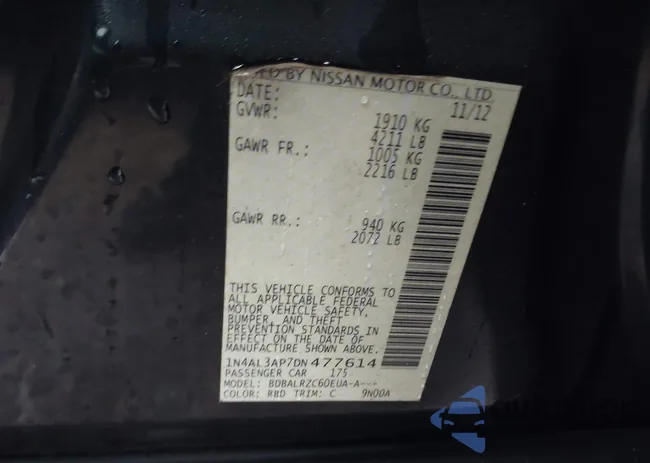 BY NISSAN MOTOR CO., LTD.
DATE: 11/12
GVWR: 1910 KG
4211 LB
GAWR FR.: 1005 KG
2216 LB
GAWR RR.: 940 KG
2072 LB
THIS VEHICLE CONFORMS TO
ALL APPLICABLE FEDERAL
MOTOR VEHICLE SAFETY,
BUMPER, AND THEFT
PREVENTION STANDARDS IN
EFFECT ON THE DATE OF
MANUFACTURE SHOWN ABOVE.
1N4AL3AP7DN477614
PASSENGER CAR 175
MODEL: BDBALRZC60EUA-A---
COLOR: RBD TRIM: C 9N00A